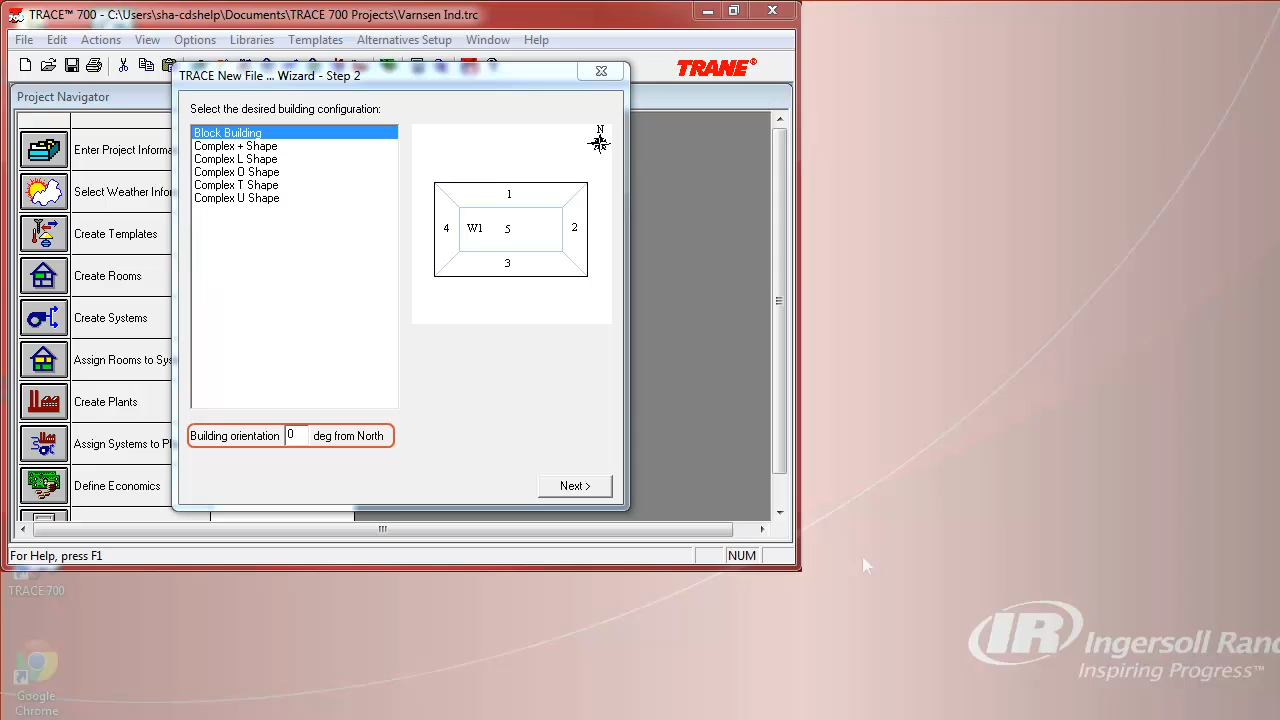 TRACE™ 700 - C:\Users\sha-cdshelp\Documents\TRACE 700 Projects\Varnsen Ind.trc
File Edit Actions View Options Libraries Templates Alternatives Setup Window Help
TRANE®
TRACE New File ... Wizard - Step 2
Project Navigator
Select the desired building configuration:
Block Building
Complex + Shape
Complex L Shape
Complex O Shape
Complex T Shape
Complex U Shape
N
1
4 W1 5 2
3
Enter Project Informa
Select Weather Infor
Create Templates
Create Rooms
Create Systems
Assign Rooms to Sys
Create Plants
Assign Systems to Pl
Define Economics
Building orientation 0 deg from North
Next >
For Help, press F1
NUM
TRACE 700
Google
Chrome
IR Ingersoll Rand
Inspiring Progress™